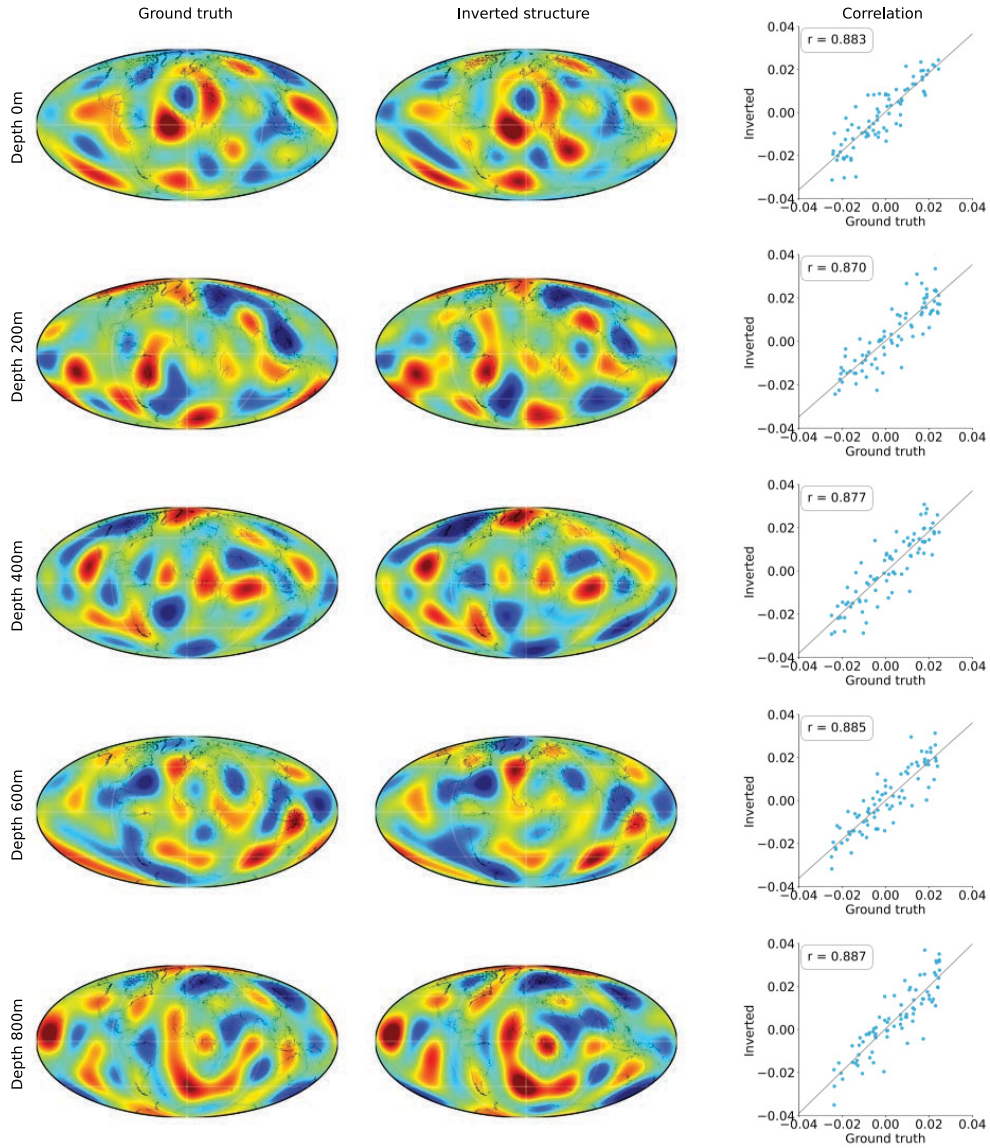 Ground truth Inverted structure Correlation
Depth 0m
r = 0.883
Inverted
0.04
0.02
0.00
−0.02
−0.04
−0.04 −0.02 0.00 0.02 0.04
Ground truth
Depth 200m
r = 0.870
Inverted
0.04
0.02
0.00
−0.02
−0.04
−0.04 −0.02 0.00 0.02 0.04
Ground truth
Depth 400m
r = 0.877
Inverted
0.04
0.02
0.00
−0.02
−0.04
−0.04 −0.02 0.00 0.02 0.04
Ground truth
Depth 600m
r = 0.885
Inverted
0.04
0.02
0.00
−0.02
−0.04
−0.04 −0.02 0.00 0.02 0.04
Ground truth
Depth 800m
r = 0.887
Inverted
0.04
0.02
0.00
−0.02
−0.04
−0.04 −0.02 0.00 0.02 0.04
Ground truth